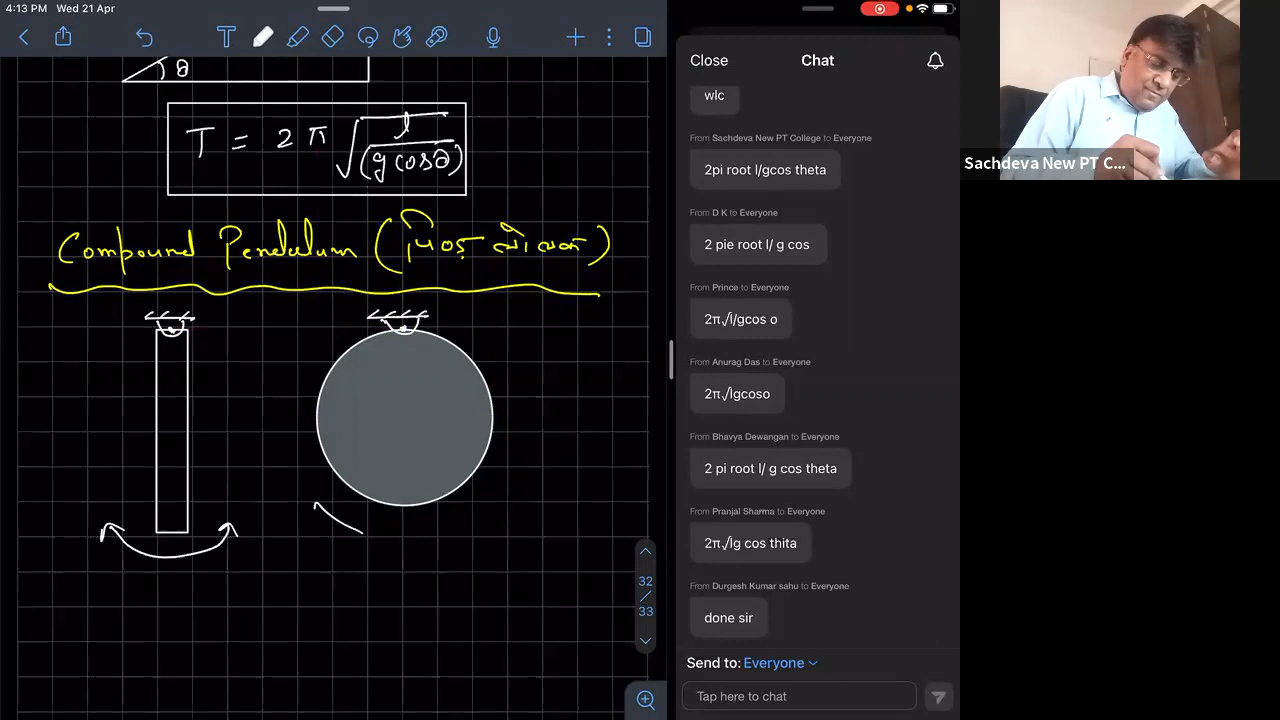 4:13 PM Wed 21 Apr
θ
T = 2 π √(l/(g cosθ))
Compound Pendulum (पिण्ड लोलक)
32
/
33
Close
Chat
wlc
From Sachdeva New PT College to Everyone
2pi root l/gcos theta
From D K to Everyone
2 pie root l/ g cos
From Prince to Everyone
2π√l/gcos o
From Anurag Das to Everyone
2π√lgcoso
From Bhavya Dewangan to Everyone
2 pi root l/ g cos theta
From Pranjal Sharma to Everyone
2π√lg cos thita
From Durgesh Kumar sahu to Everyone
done sir
Send to: Everyone
Tap here to chat
Sachdeva New PT C...